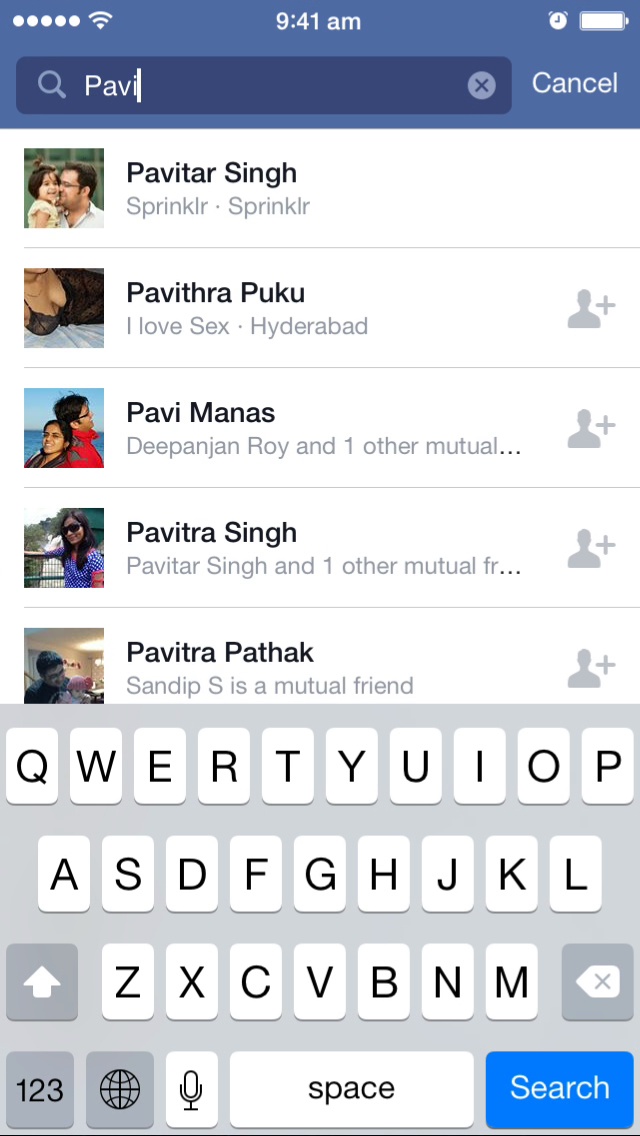 9:41 am
Pavi
Cancel
Pavitar Singh
Sprinklr · Sprinklr
Pavithra Puku
I love Sex · Hyderabad
Pavi Manas
Deepanjan Roy and 1 other mutual...
Pavitra Singh
Pavitar Singh and 1 other mutual fr...
Pavitra Pathak
Sandip S is a mutual friend
Q W E R T Y U I O P
A S D F G H J K L
Z X C V B N M
123 space Search